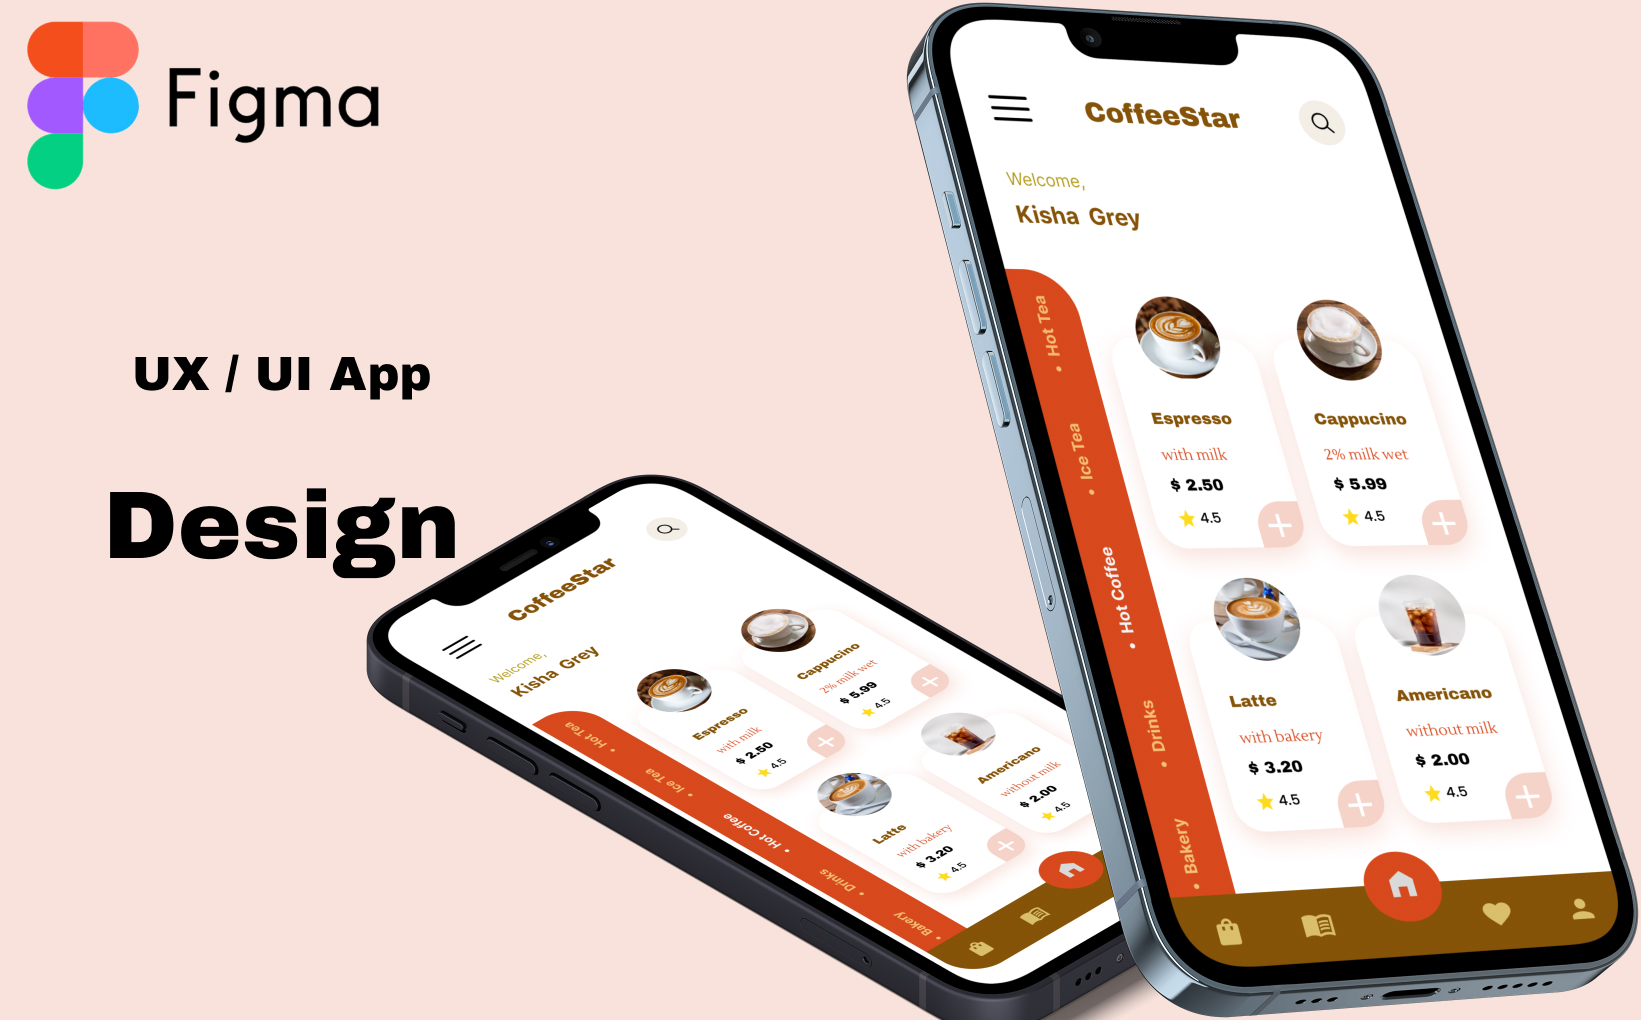 Figma
UX / UI App
Design
CoffeeStar
Welcome,
Kisha Grey
• Hot Tea
• Ice Tea
• Hot Coffee
• Drinks
• Bakery
Espresso
with milk
$ 2.50
4.5
Cappucino
2% milk wet
$ 5.99
4.5
Latte
with bakery
$ 3.20
4.5
Americano
without milk
$ 2.00
4.5
CoffeeStar
Welcome,
Kisha Grey
• Hot Tea
• Ice Tea
• Hot Coffee
• Drinks
• Bakery
Espresso
with milk
$ 2.50
4.5
Cappucino
2% milk wet
$ 5.99
4.5
Latte
with bakery
$ 3.20
4.5
Americano
without milk
$ 2.00
4.5